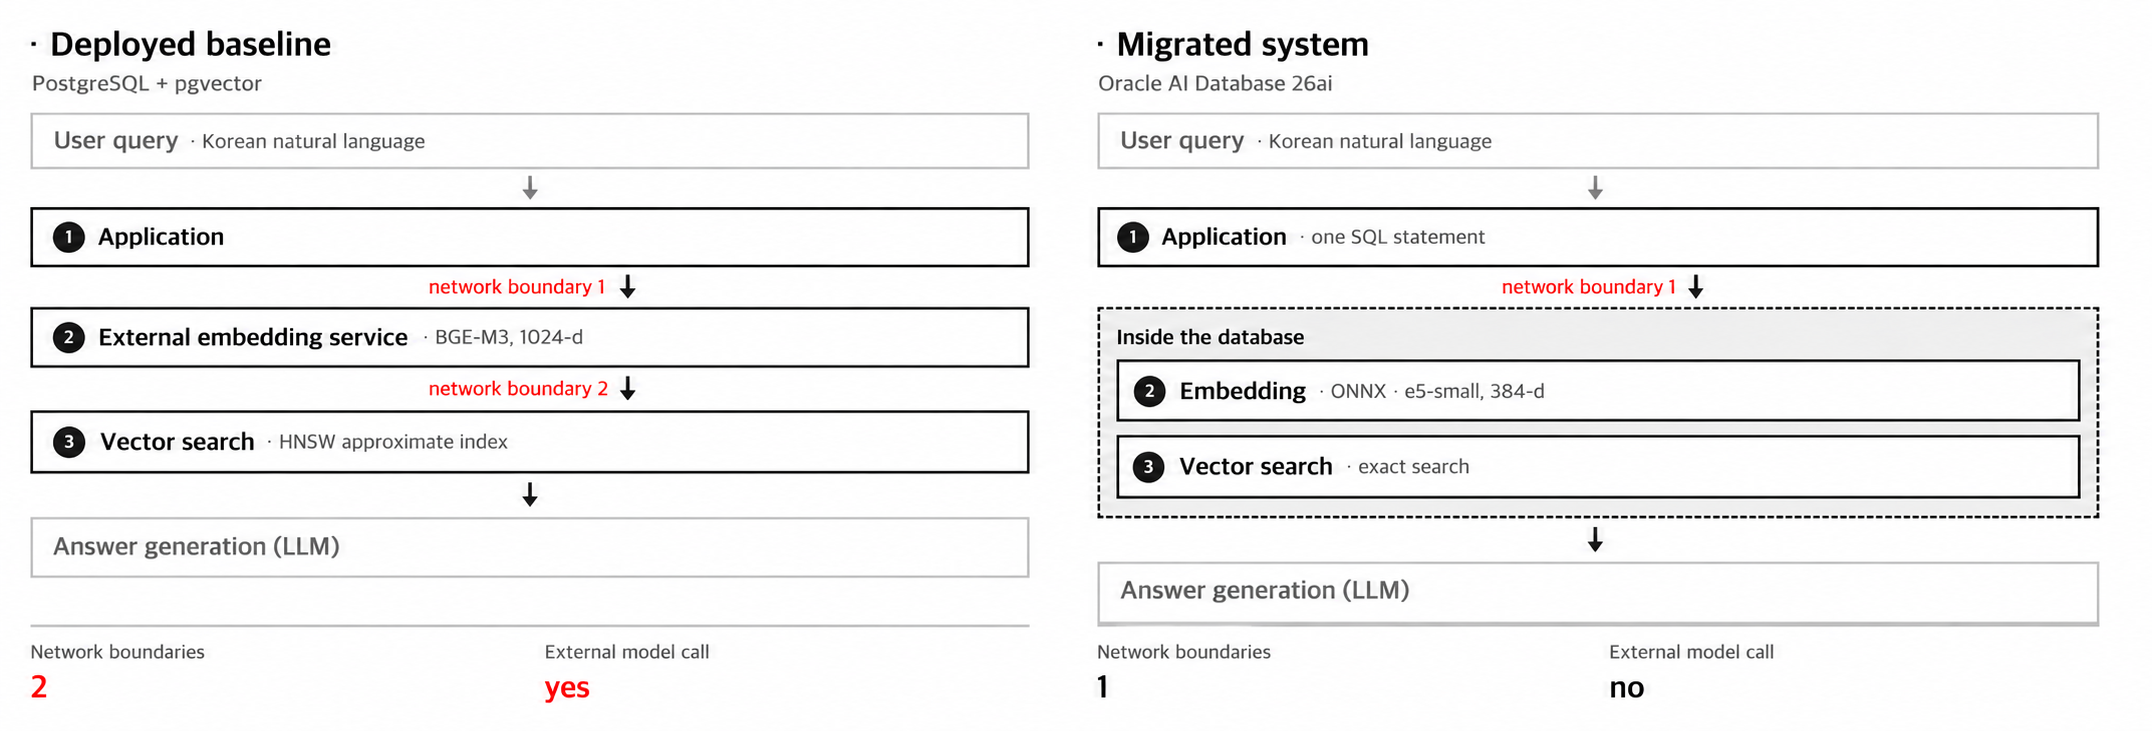 · Deployed baseline
PostgreSQL + pgvector
User query · Korean natural language
1 Application
network boundary 1
2 External embedding service · BGE-M3, 1024-d
network boundary 2
3 Vector search · HNSW approximate index
Answer generation (LLM)
Network boundaries
2
External model call
yes
· Migrated system
Oracle AI Database 26ai
User query · Korean natural language
1 Application · one SQL statement
network boundary 1
Inside the database
2 Embedding · ONNX · e5-small, 384-d
3 Vector search · exact search
Answer generation (LLM)
Network boundaries
1
External model call
no